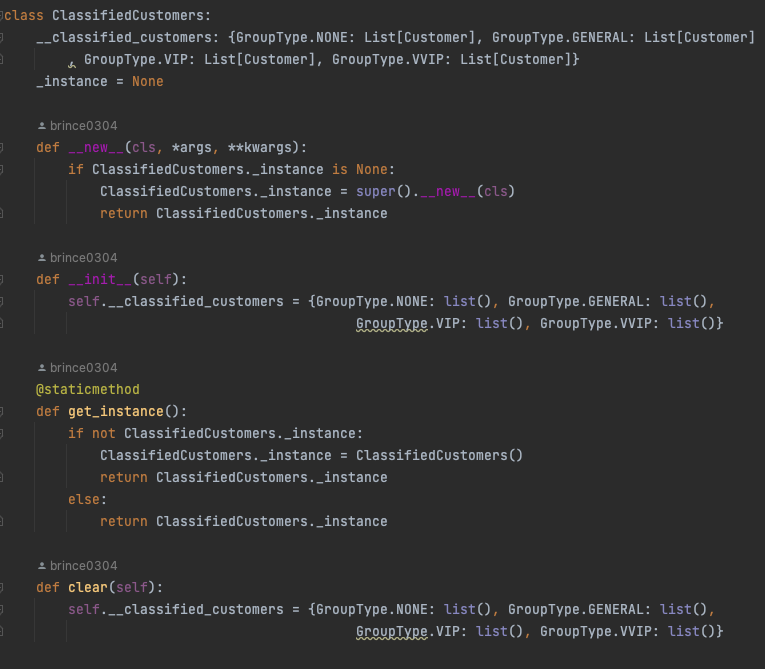 class ClassifiedCustomers:
    __classified_customers: {GroupType.NONE: List[Customer], GroupType.GENERAL: List[Customer]
        , GroupType.VIP: List[Customer], GroupType.VVIP: List[Customer]}
    _instance = None
    brince0304
    def __new__(cls, *args, **kwargs):
        if ClassifiedCustomers._instance is None:
            ClassifiedCustomers._instance = super().__new__(cls)
            return ClassifiedCustomers._instance
    brince0304
    def __init__(self):
        self.__classified_customers = {GroupType.NONE: list(), GroupType.GENERAL: list(),
                                            GroupType.VIP: list(), GroupType.VVIP: list()}
    brince0304
    @staticmethod
    def get_instance():
        if not ClassifiedCustomers._instance:
            ClassifiedCustomers._instance = ClassifiedCustomers()
            return ClassifiedCustomers._instance
        else:
            return ClassifiedCustomers._instance
    brince0304
    def clear(self):
        self.__classified_customers = {GroupType.NONE: list(), GroupType.GENERAL: list(),
                                            GroupType.VIP: list(), GroupType.VVIP: list()}